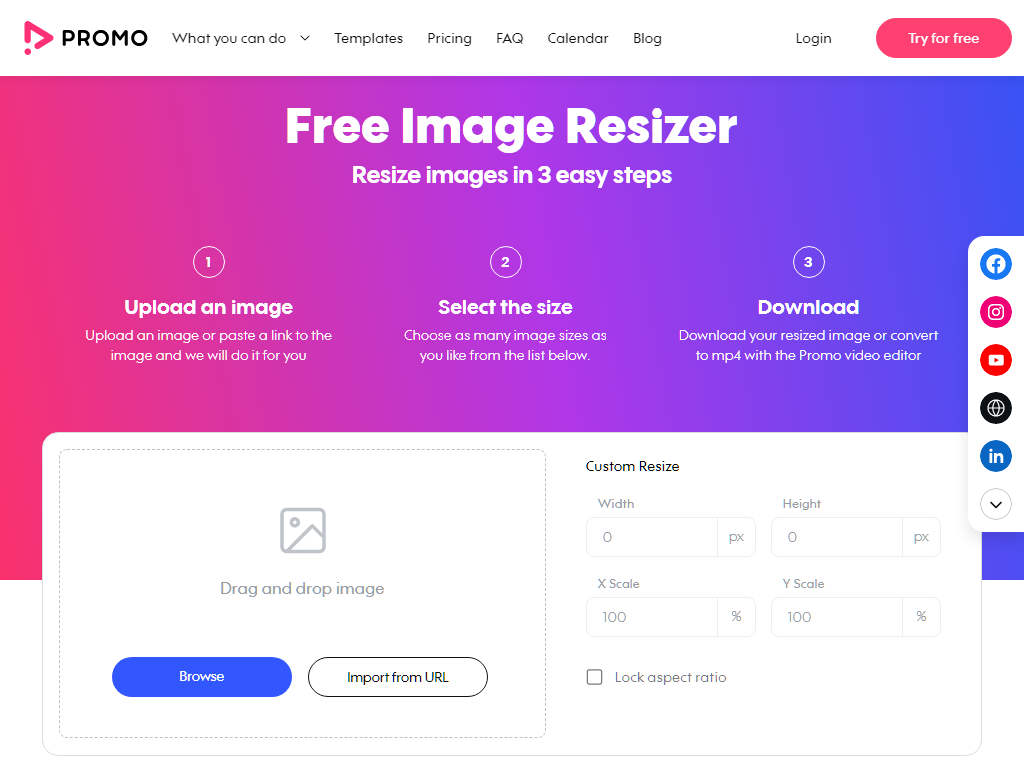 PROMO
What you can do
Templates
Pricing
FAQ
Calendar
Blog
Login
Try for free
Free Image Resizer
Resize images in 3 easy steps
1
Upload an image
Upload an image or paste a link to the
image and we will do it for you
2
Select the size
Choose as many image sizes as
you like from the list below.
3
Download
Download your resized image or convert
to mp4 with the Promo video editor
in
Drag and drop image
Browse
Import from URL
Custom Resize
Width
Height
0
px
0
px
X Scale
Y Scale
100
%
100
%
Lock aspect ratio